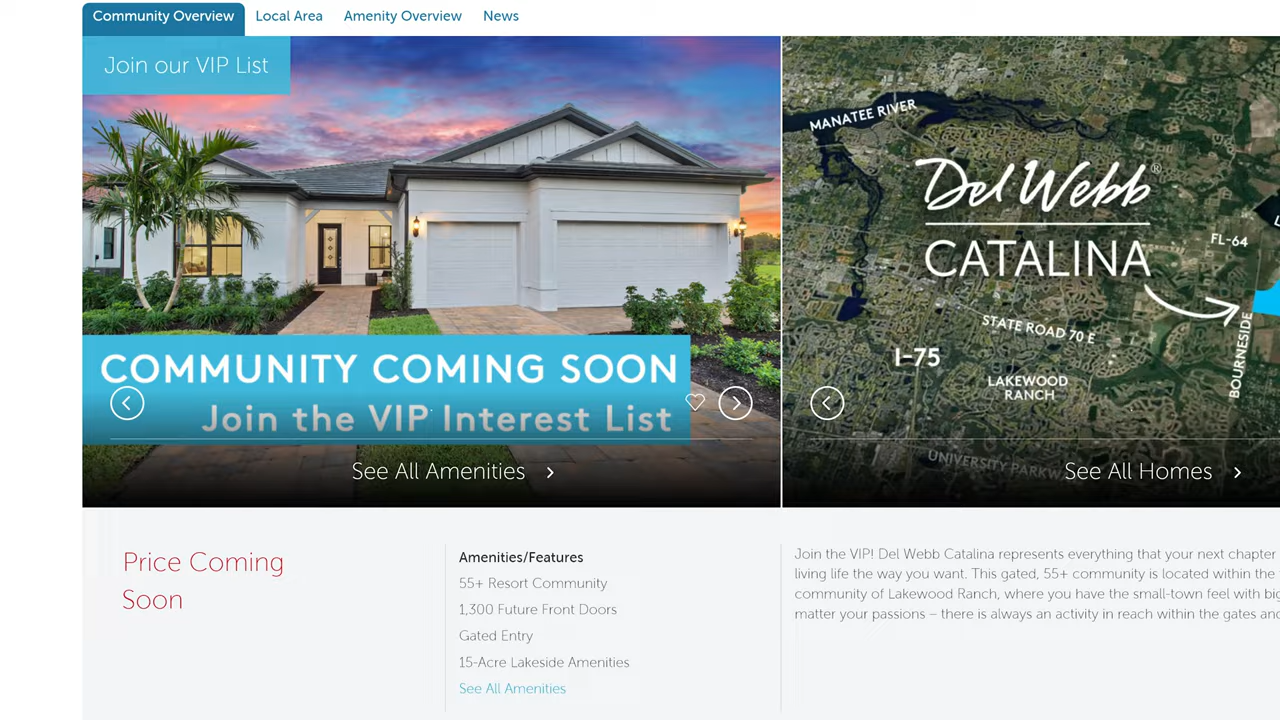 Community Overview
Local Area
Amenity Overview
News
Join our VIP List
COMMUNITY COMING SOON
Join the VIP Interest List
See All Amenities
MANATEE RIVER
Del Webb®
CATALINA
FL-64
STATE ROAD 70 E
I-75
LAKEWOOD
RANCH
BOURNESIDE
UNIVERSITY PARKW
See All Homes
Price Coming
Soon
Amenities/Features
55+ Resort Community
1,300 Future Front Doors
Gated Entry
15-Acre Lakeside Amenities
See All Amenities
Join the VIP! Del Webb Catalina represents everything that your next chapter
living life the way you want. This gated, 55+ community is located within the
community of Lakewood Ranch, where you have the small-town feel with big
matter your passions – there is always an activity in reach within the gates and